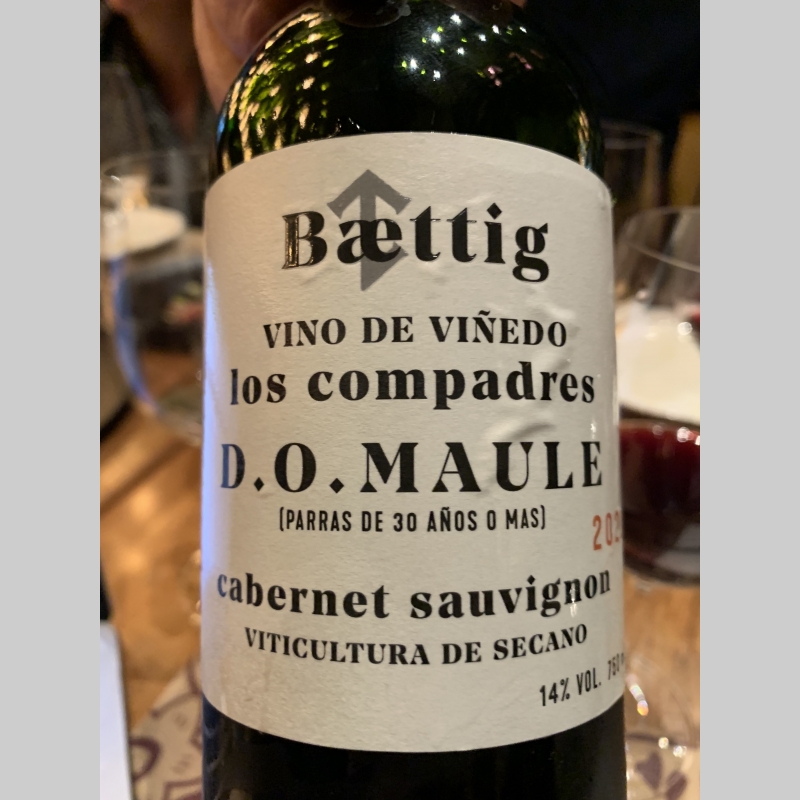 Bættig
VINO DE VIÑEDO
los compadres
D.O.MAULE
(PARRAS DE 30 AÑOS O MAS)
cabernet sauvignon
VITICULTURA DE SECANO
14% VOL.